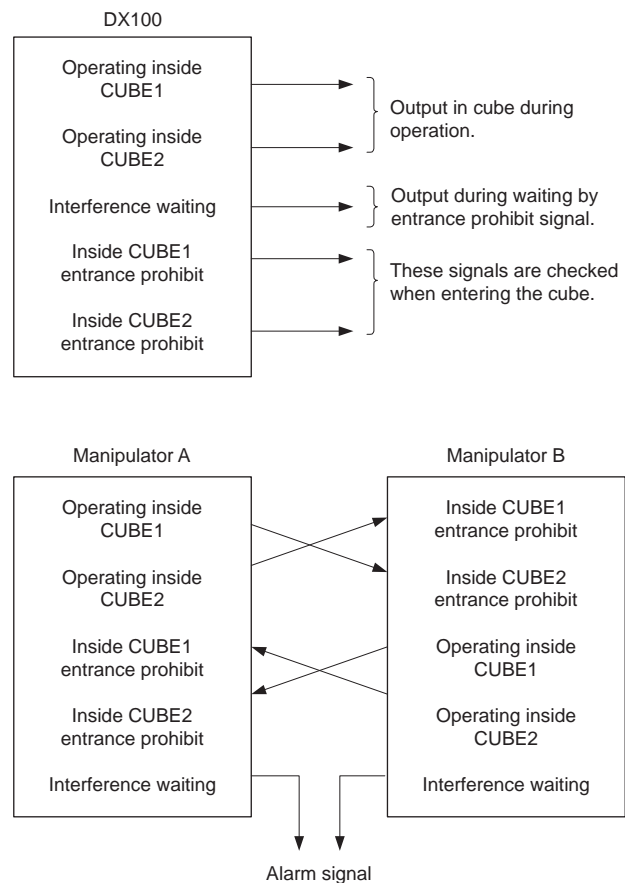 DX100
Operating inside
CUBE1
Operating inside
CUBE2
Interference waiting
Inside CUBE1
entrance prohibit
Inside CUBE2
entrance prohibit
Output in cube during
operation.
Output during waiting by
entrance prohibit signal.
These signals are checked
when entering the cube.
Manipulator A
Operating inside
CUBE1
Operating inside
CUBE2
Inside CUBE1
entrance prohibit
Inside CUBE2
entrance prohibit
Interference waiting
Manipulator B
Inside CUBE1
entrance prohibit
Inside CUBE2
entrance prohibit
Operating inside
CUBE1
Operating inside
CUBE2
Interference waiting
Alarm signal